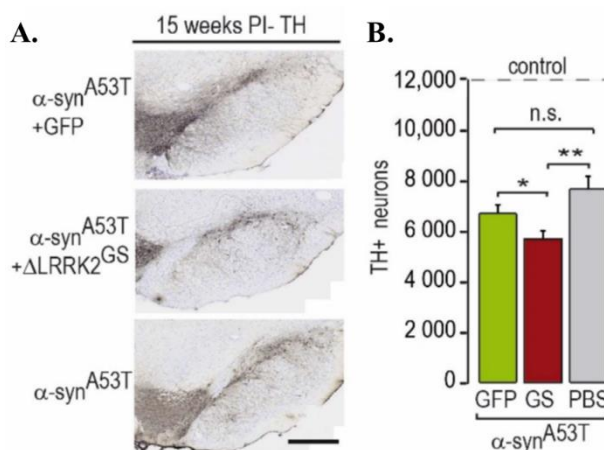 A.
15 weeks PI- TH
α-syn^A53T
+GFP
α-syn^A53T
+ΔLRRK2^GS
α-syn^A53T
B.
control
12,000
n.s.
10 000
**
8 000
*
6 000
4 000
2 000
0
TH+ neurons
GFP GS PBS
α-syn^A53T